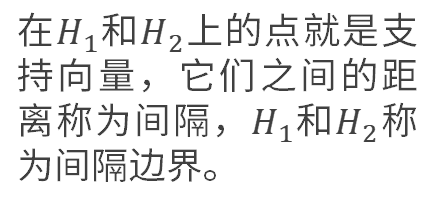 在𝐻₁和𝐻₂上的点就是支
持向量，它们之间的距
离称为间隔，𝐻₁和𝐻₂称
为间隔边界。